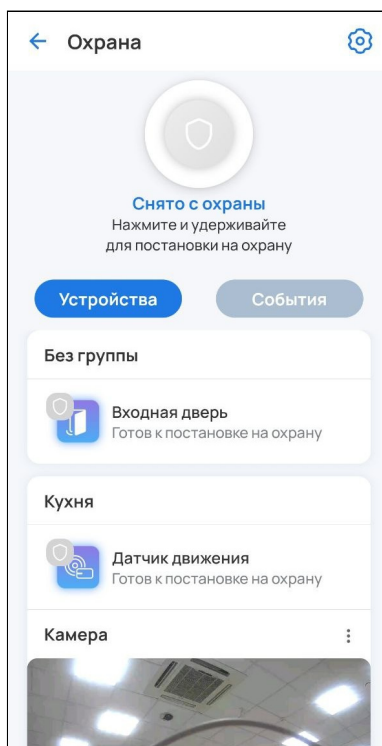 Охрана
Снято с охраны
Нажмите и удерживайте
для постановки на охрану
Устройства
События
Без группы
Входная дверь
Готов к постановке на охрану
Кухня
Датчик движения
Готов к постановке на охрану
Камера